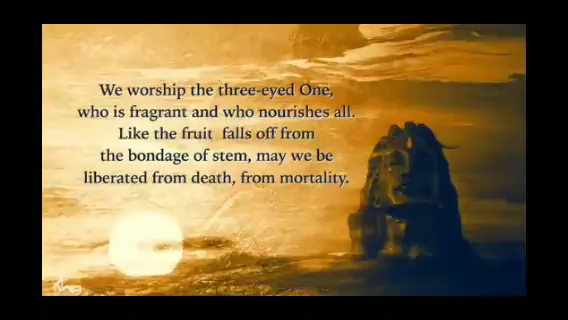 We worship the three-eyed One,
who is fragrant and who nourishes all.
Like the fruit falls off from
the bondage of stem, may we be
liberated from death, from mortality.